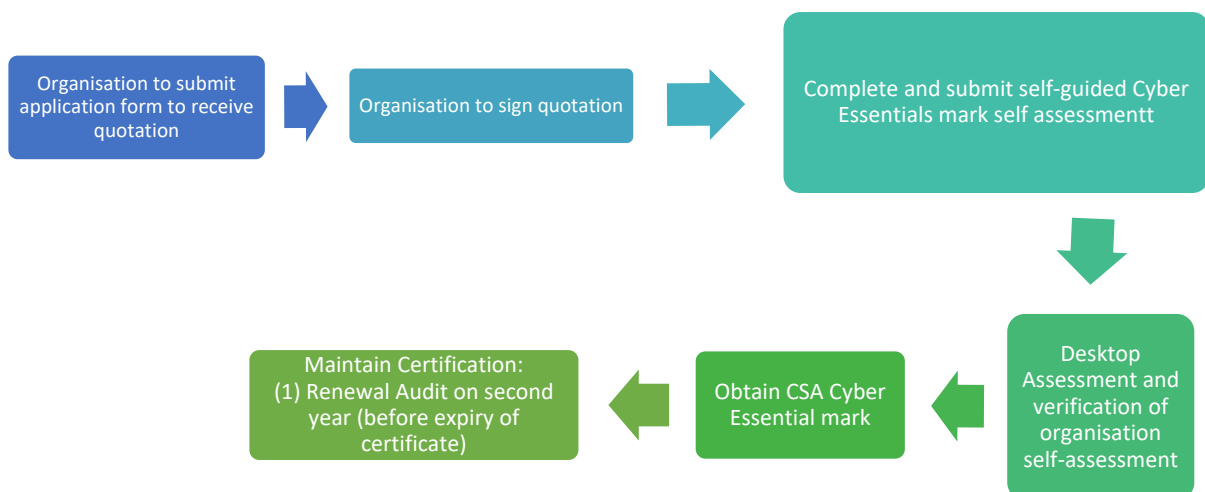 Organisation to submit
application form to receive
quotation
Organisation to sign quotation
Complete and submit self-guided Cyber
Essentials mark self assessmentt
Desktop
Assessment and
verification of
organisation
self-assessment
Obtain CSA Cyber
Essential mark
Maintain Certification:
(1) Renewal Audit on second
year (before expiry of
certificate)